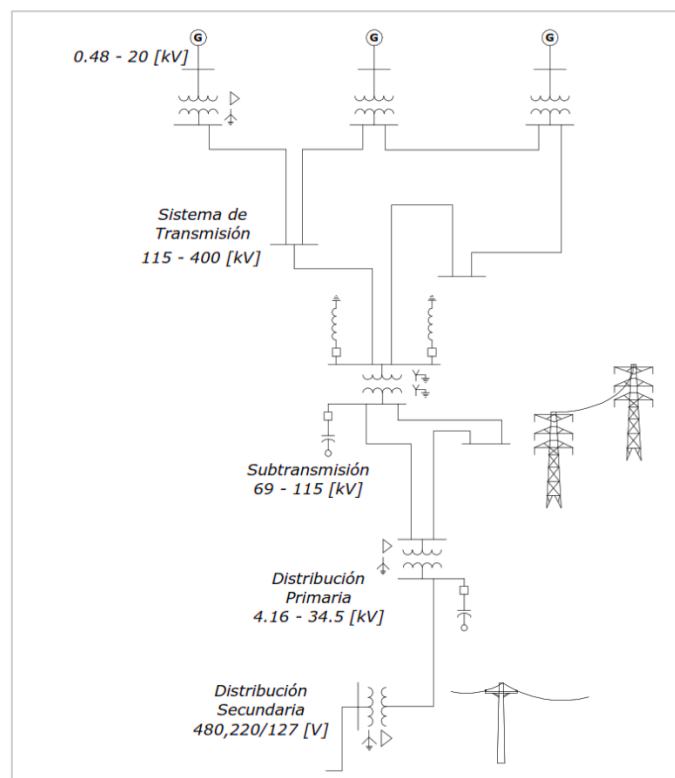 G
G
G
0.48 - 20 [kV]
Sistema de
Transmisión
115 - 400 [kV]
Y
Y
Subtransmisión
69 - 115 [kV]
Distribución
Primaria
4.16 - 34.5 [kV]
Distribución
Secundaria
480,220/127 [V]